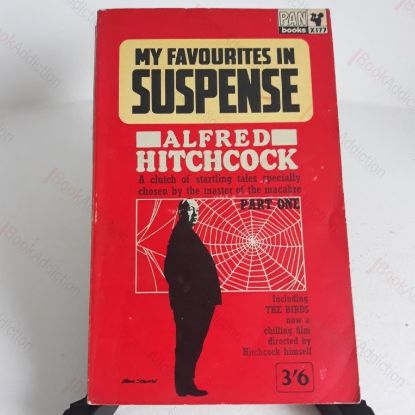 PAN
books X177
MY FAVOURITES IN
SUSPENSE
ALFRED
HITCHCOCK
A clutch of startling tales specially
chosen by the master of the macabre
PART ONE
Including
THE BIRDS
now a
chilling film
directed by
Hitchcock himself
3'6
BookAddiction